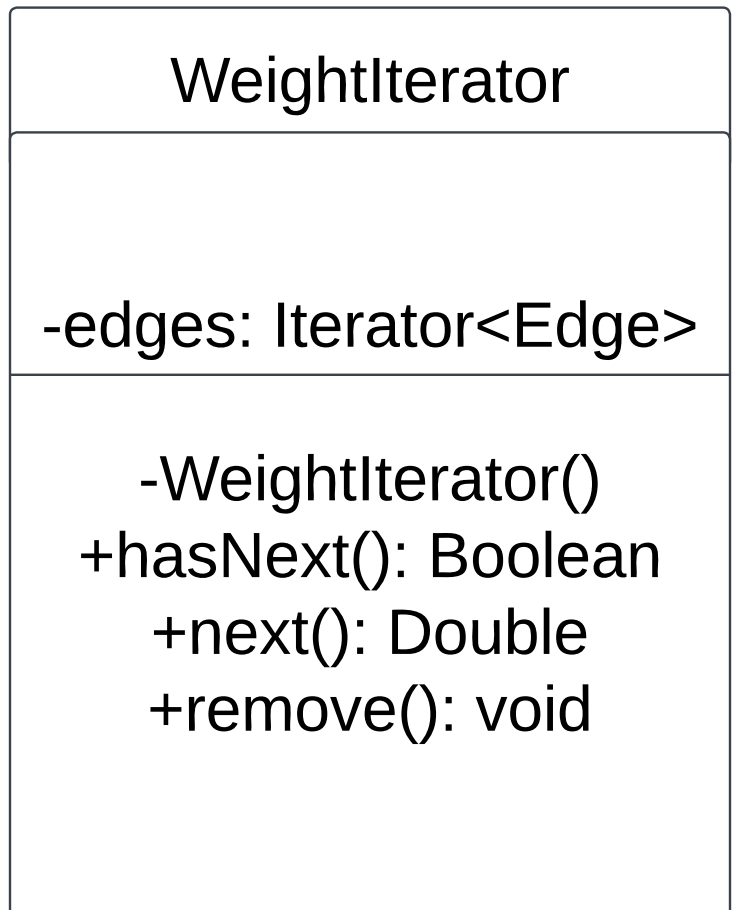 WeightIterator
-edges: Iterator<Edge>
-WeightIterator()
+hasNext(): Boolean
+next(): Double
+remove(): void